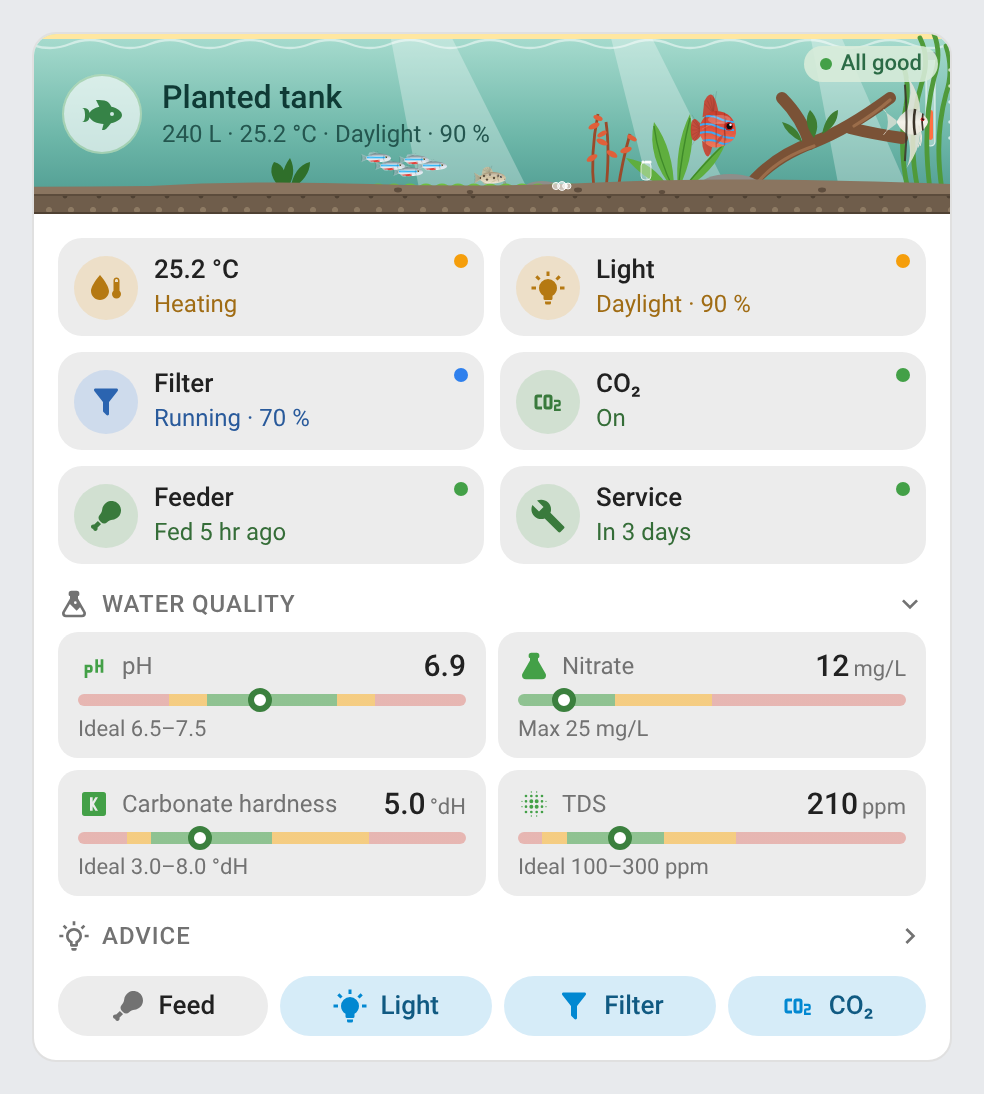 All good
Planted tank
240 L · 25.2 °C · Daylight · 90 %
25.2 °C
Heating
Light
Daylight · 90 %
Filter
Running · 70 %
CO₂
CO₂
On
Feeder
Fed 5 hr ago
Service
In 3 days
WATER QUALITY
pH pH 6.9
Ideal 6.5–7.5
Nitrate 12 mg/L
Max 25 mg/L
K Carbonate hardness 5.0 °dH
Ideal 3.0–8.0 °dH
TDS 210 ppm
Ideal 100–300 ppm
ADVICE
Feed
Light
Filter
CO₂ CO₂